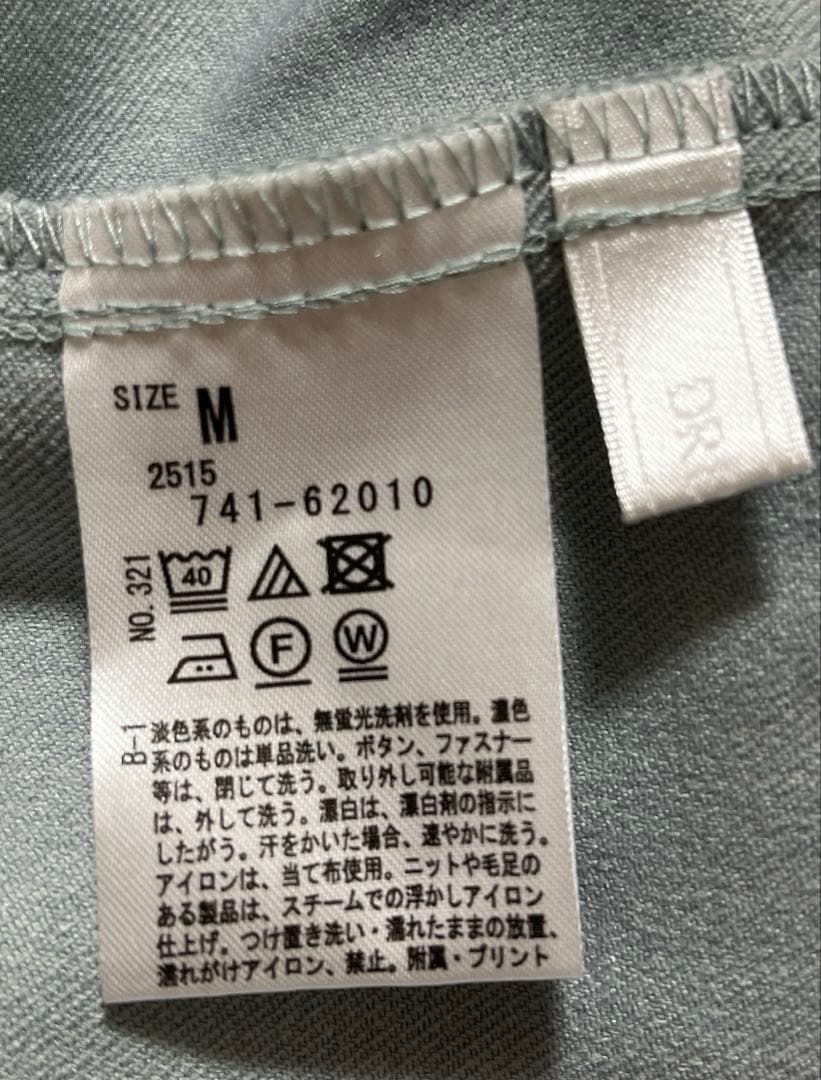 SIZE M
2515
741-62010
NO. 321
40
F
W
B-1
淡色系のものは、無蛍光洗剤を使用。濃色
系のものは単品洗い。ボタン、ファスナー
等は、閉じて洗う。取り外し可能な附属品
は、外して洗う。漂白は、漂白剤の指示に
したがう。汗をかいた場合、速やかに洗う。
アイロンは、当て布使用。ニットや毛足の
ある製品は、スチームでの浮かしアイロン
仕上げ。つけ置き洗い・濡れたままの放置、
濡れがけアイロン、禁止。附属・プリント
DR